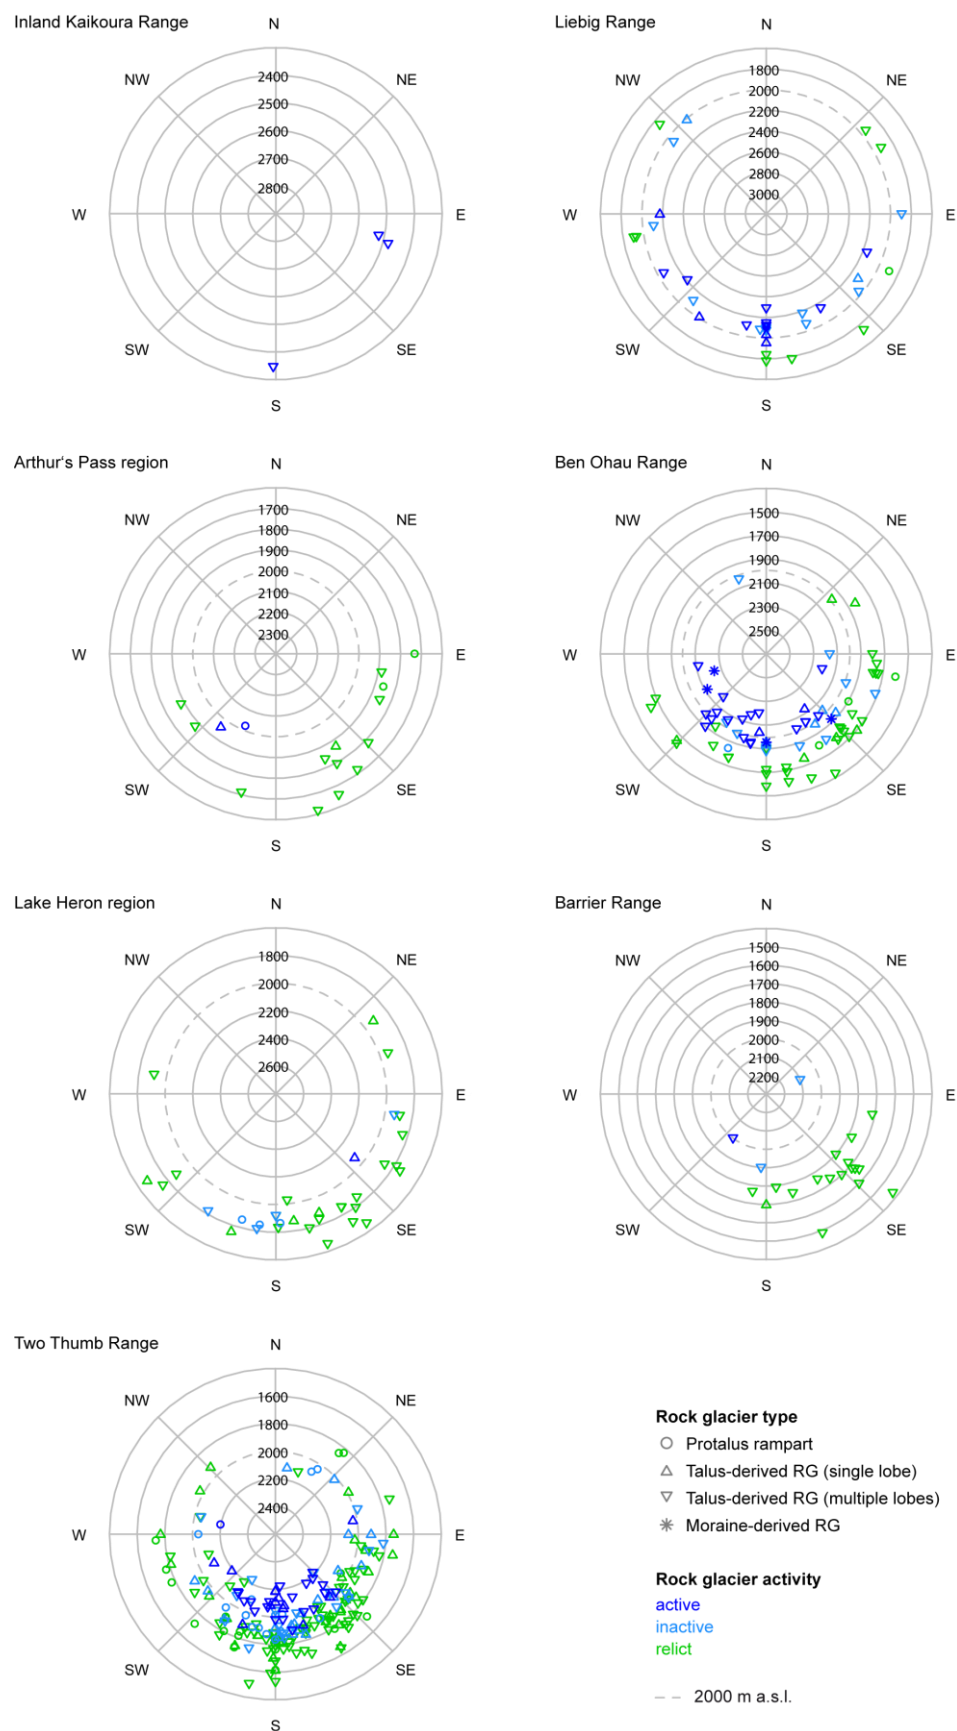 Inland Kaikoura Range
N
NW
NE
2400
2500
2600
2700
2800
W
E
SW
SE
S
Liebig Range
N
NW
NE
1800
2000
2200
2400
2600
2800
3000
W
E
SW
SE
S
Arthur's Pass region
N
NW
NE
1700
1800
1900
2000
2100
2200
2300
W
E
SW
SE
S
Ben Ohau Range
N
NW
NE
1500
1700
1900
2100
2300
2500
W
E
SW
SE
S
Lake Heron region
N
NW
NE
1800
2000
2200
2400
2600
W
E
SW
SE
S
Barrier Range
N
NW
NE
1500
1600
1700
1800
1900
2000
2100
2200
W
E
SW
SE
S
Two Thumb Range
N
NW
NE
1600
1800
2000
2200
2400
W
E
SW
SE
S
Rock glacier type
Protalus rampart
Talus-derived RG (single lobe)
Talus-derived RG (multiple lobes)
Moraine-derived RG
Rock glacier activity
active
inactive
relict
2000 m a.s.l.